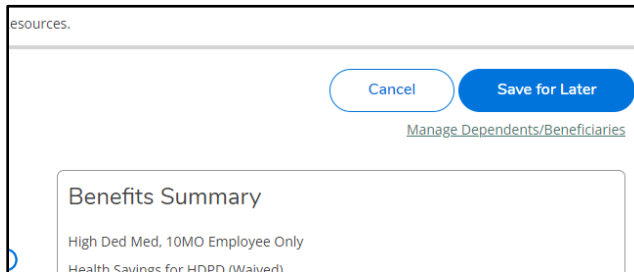 esources.
Cancel
Save for Later
Manage Dependents/Beneficiaries
Benefits Summary
High Ded Med, 10MO Employee Only
Health Savings for HDPD (Waived)